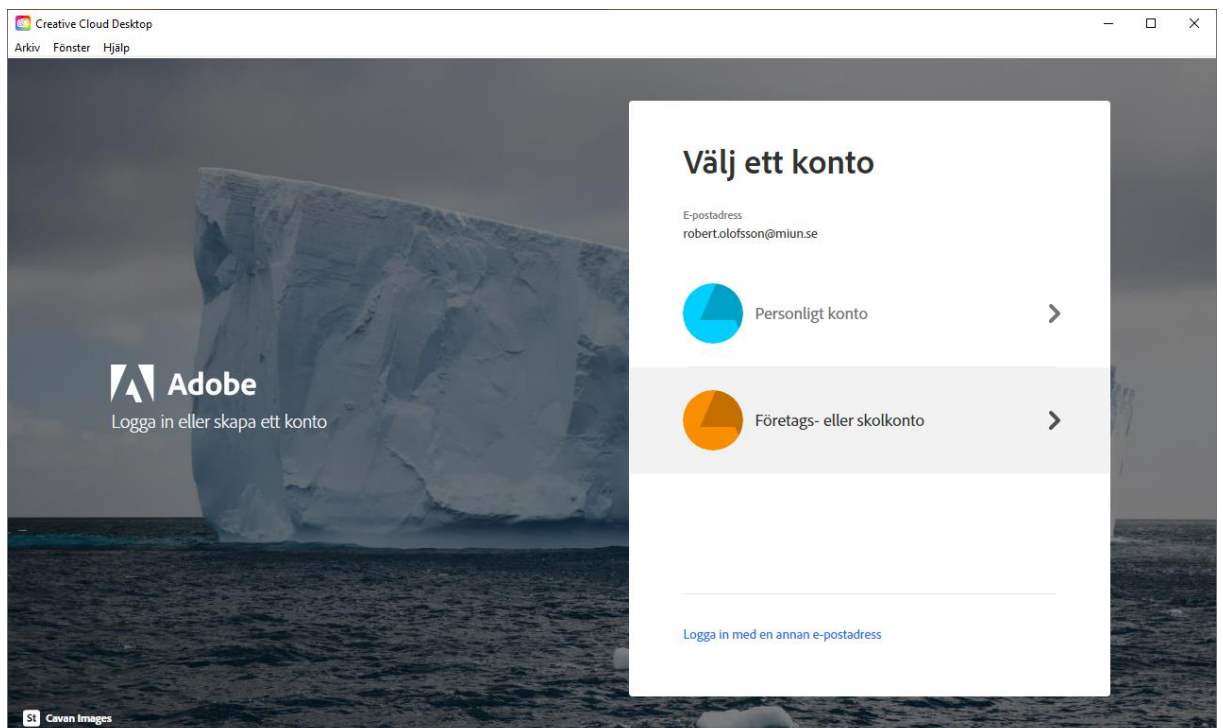 Creative Cloud Desktop
Arkiv Fönster Hjälp
Välj ett konto
E-postadress
robert.olofsson@miun.se
Personligt konto
Adobe
Logga in eller skapa ett konto
Företags- eller skolkonto
Logga in med en annan e-postadress
St Cavan Images